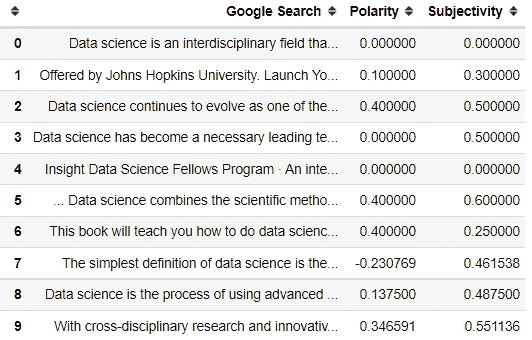 Google Search Polarity Subjectivity
0 Data science is an interdisciplinary field tha... 0.000000 0.000000
1 Offered by Johns Hopkins University. Launch Yo... 0.100000 0.300000
2 Data science continues to evolve as one of the... 0.400000 0.500000
3 Data science has become a necessary leading te... 0.000000 0.500000
4 Insight Data Science Fellows Program · An inte... 0.000000 0.000000
5 ... Data science combines the scientific metho... 0.400000 0.600000
6 This book will teach you how to do data scienc... 0.400000 0.250000
7 The simplest definition of data science is the... -0.230769 0.461538
8 Data science is the process of using advanced ... 0.137500 0.487500
9 With cross-disciplinary research and innovativ... 0.346591 0.551136